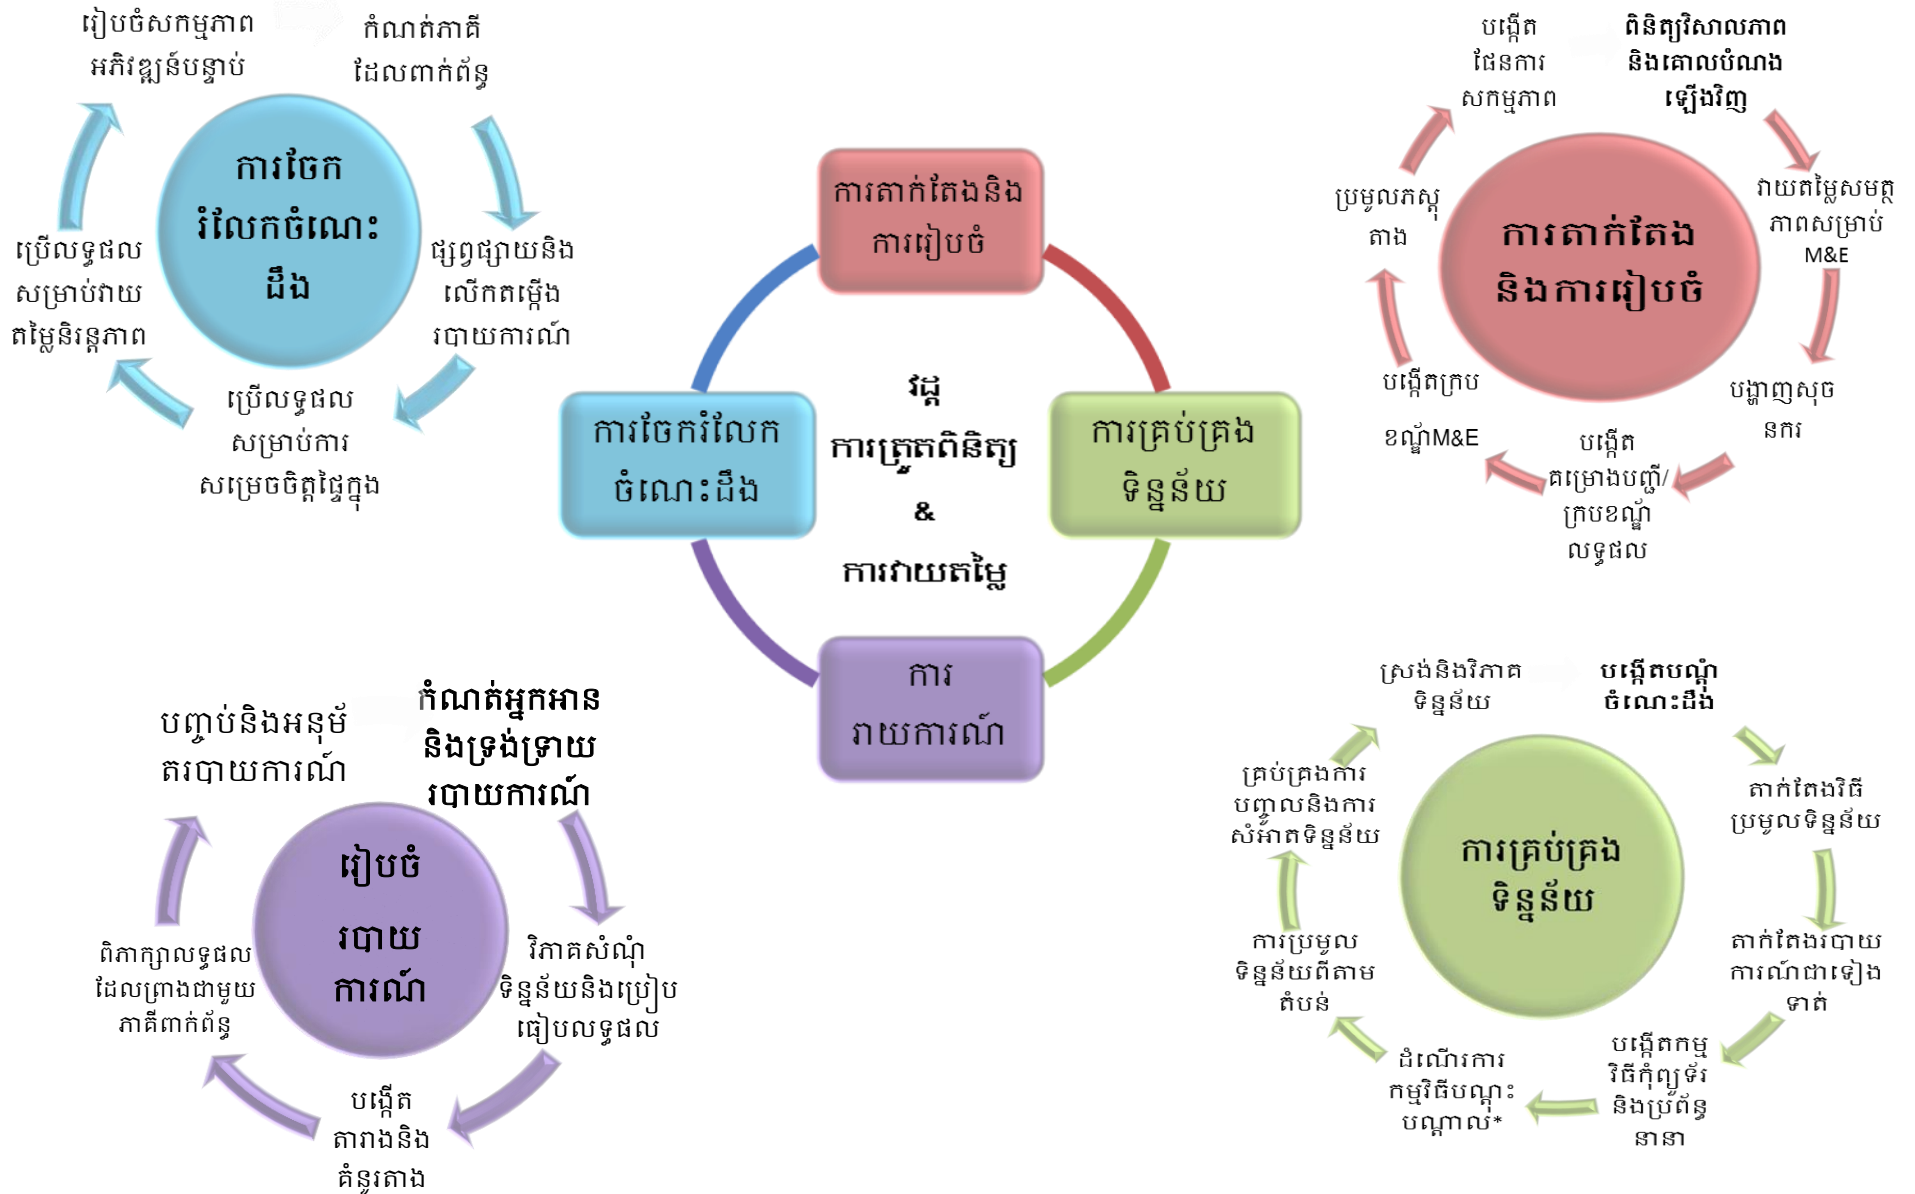 រៀបចំសកម្មភាព
អភិវឌ្ឍន៍បន្ទាប់
កំណត់ភាគី
ដែលពាក់ព័ន្ធ
ការចែក
រំលែកចំណេះ
ដឹង
ផ្សព្វផ្សាយនិង
លើកតម្កើង
របាយការណ៍
ប្រើលទ្ធផល
សម្រាប់ការ
សម្រេចចិត្តផ្ទៃក្នុង
ប្រើលទ្ធផល
សម្រាប់វាយ
តម្លៃនិរន្តភាព
ការតាក់តែងនិង
ការរៀបចំ
ការចែករំលែក
ចំណេះដឹង
វដ្ត
ការត្រួតពិនិត្យ
&
ការវាយតម្លៃ
ការគ្រប់គ្រង
ទិន្នន័យ
ការ
រាយការណ៍
បង្កើត
ផែនការ
សកម្មភាព
ពិនិត្យវិសាលភាព
និងគោលបំណង
ឡើងវិញ
ការតាក់តែង
និងការរៀបចំ
វាយតម្លៃសមត្ថ
ភាពសម្រាប់
M&E
បង្ហាញសុច
នករ
បង្កើត
គម្រោងបញ្ជី/
ក្របខណ្ឌ័
លទ្ធផល
បង្កើតក្រប
ខណ្ឌ័M&E
ប្រមូលភស្តុ
តាង
បញ្ចប់និងអនុម័
តរបាយការណ៍
កំណត់អ្នកអាន
និងទ្រង់ទ្រាយ
របាយការណ៍
រៀបចំ
របាយ
ការណ៍
វិភាគសំណុំ
ទិន្នន័យនិងប្រៀប
ធៀបលទ្ធផល
បង្កើត
តារាងនិង
គំនូរតាង
ពិភាក្សាលទ្ធផល
ដែលព្រាងជាមួយ
ភាគីពាក់ព័ន្ធ
ស្រង់និងវិភាគ
ទិន្នន័យ
បង្កើតបណ្តុំ
ចំណេះដឹង
ការគ្រប់គ្រង
ទិន្នន័យ
តាក់តែងវិធី
ប្រមូលទិន្នន័យ
តាក់តែងរបាយ
ការណ៍ជាទៀង
ទាត់
បង្កើតកម្ម
វិធីកុំព្យូទ័រ
និងប្រព័ន្ធ
នានា
ដំណើរការ
កម្មវិធីបណ្តុះ
បណ្តាល*
ការប្រមូល
ទិន្នន័យពីតាម
តំបន់
គ្រប់គ្រងការ
បញ្ចូលនិងការ
សំអាតទិន្នន័យ